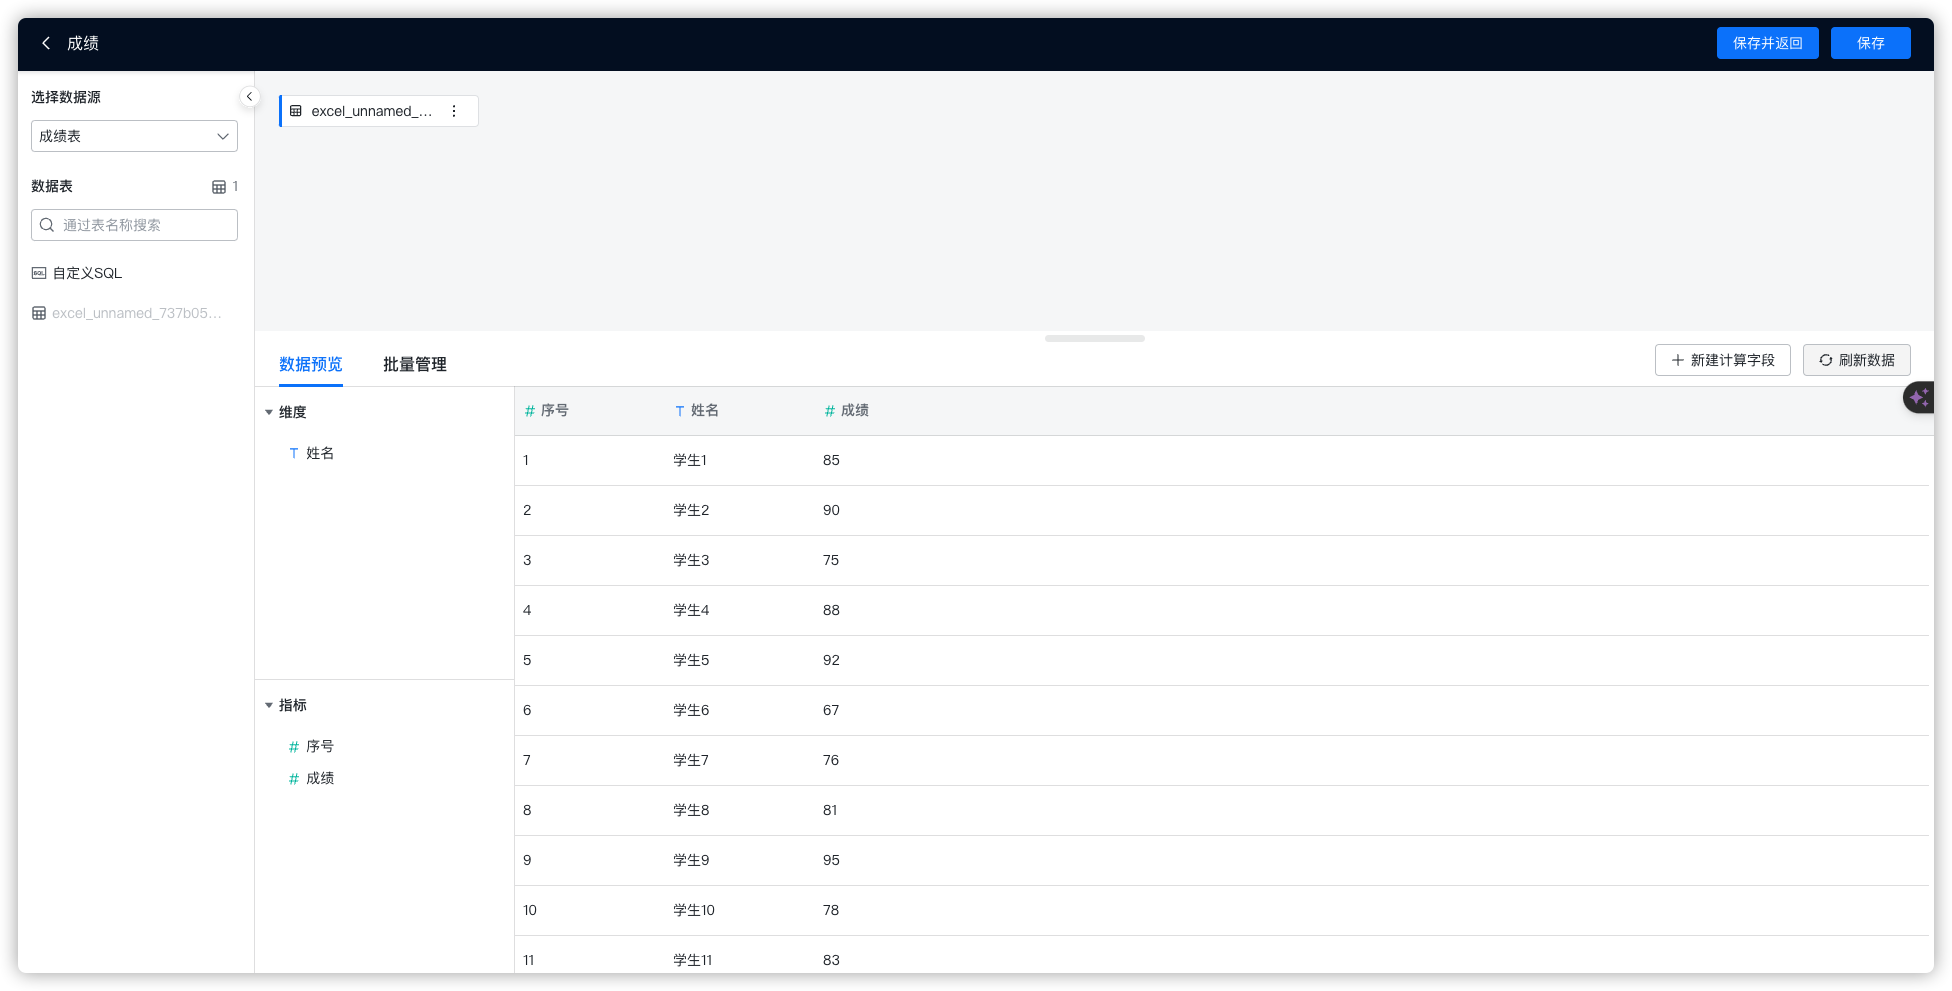 成绩
保存并返回
保存
选择数据源
成绩表
数据表
1
通过表名称搜索
自定义SQL
excel_unnamed_737b05...
excel_unnamed_...
数据预览
批量管理
新建计算字段
刷新数据
维度
姓名
指标
序号
成绩
序号 姓名 成绩
1 学生1 85
2 学生2 90
3 学生3 75
4 学生4 88
5 学生5 92
6 学生6 67
7 学生7 76
8 学生8 81
9 学生9 95
10 学生10 78
11 学生11 83